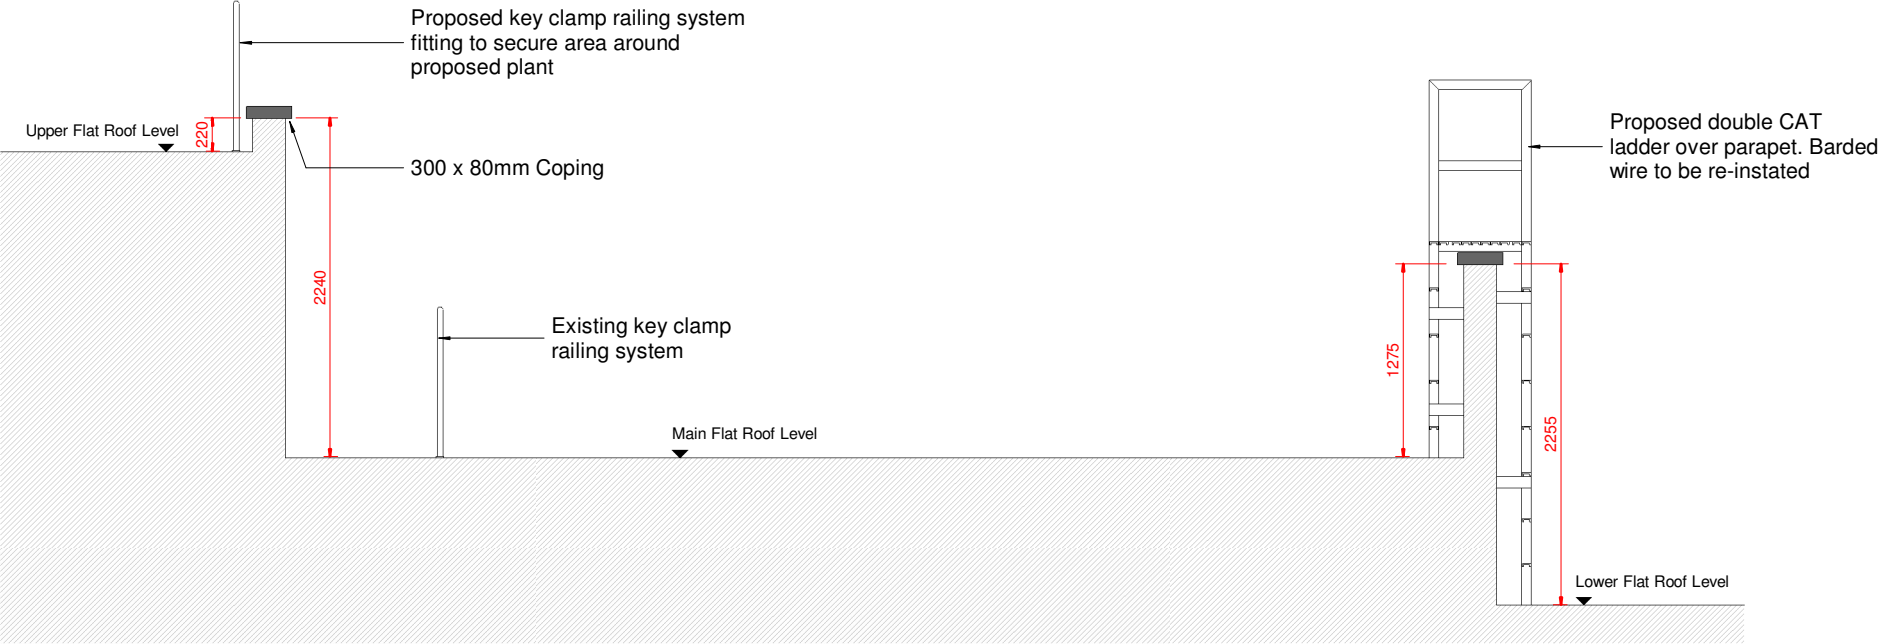 Proposed key clamp railing system
fitting to secure area around
proposed plant
Upper Flat Roof Level
220
300 x 80mm Coping
2240
Existing key clamp
railing system
Main Flat Roof Level
Proposed double CAT
ladder over parapet. Barded
wire to be re-instated
1275
2255
Lower Flat Roof Level